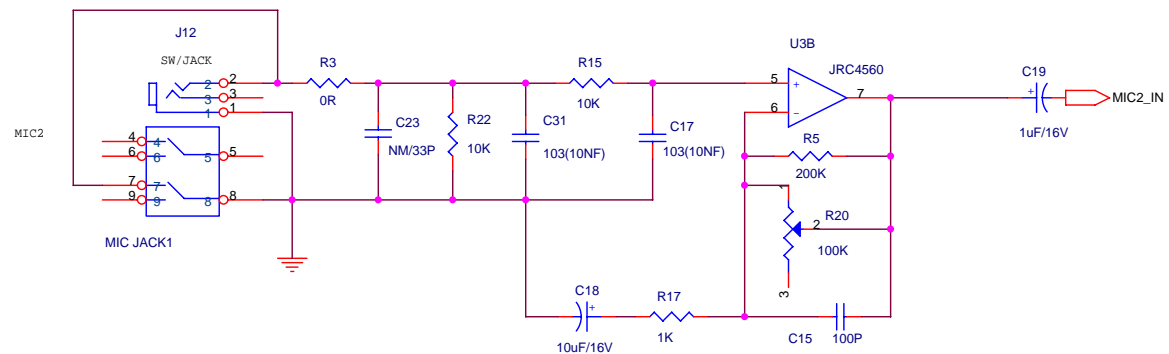 J12
SW/JACK
2 2
3 3
1 1
MIC2
4 4
6 6 5 5
7 7
9 9 8 8
MIC JACK1
R3
0R
C23
NM/33P
R22
10K
C31
103(10NF)
R15
10K
C17
103(10NF)
U3B
JRC4560
5 +
6 −
7
R5
200K
1
2
3
R20
100K
C15 100P
C18
+
10uF/16V
R17
1K
C19
+
1uF/16V
MIC2_IN